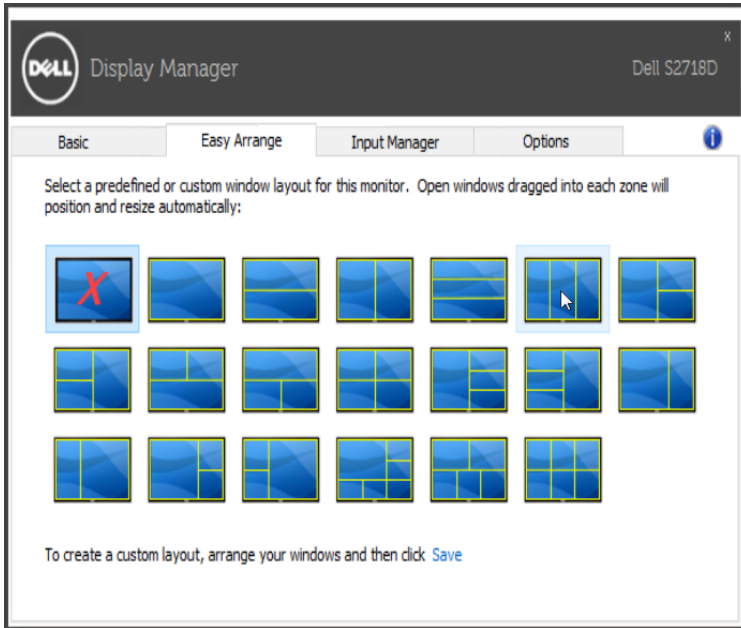 DELL
Display Manager
x
Dell S2718D
Basic
Easy Arrange
Input Manager
Options
i
Select a predefined or custom window layout for this monitor.  Open windows dragged into each zone will
position and resize automatically:
X
To create a custom layout, arrange your windows and then click Save